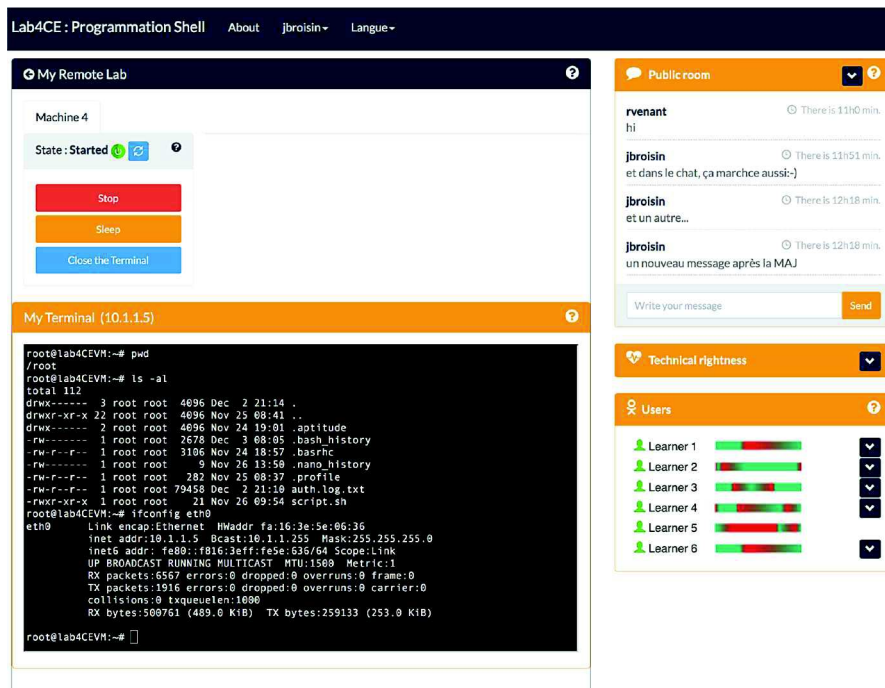 Lab4CE : Programmation Shell About jbroisin Langue
My Remote Lab
Machine 4
State : Started
Stop
Sleep
Close the Terminal
My Terminal (10.1.1.5)
root@lab4CEVM:~# pwd
/root
root@lab4CEVM:~# ls -al
total 112
drwx------ 3 root root 4096 Dec 2 21:14 .
drwxr-xr-x 22 root root 4096 Nov 25 08:41 ..
drwx------ 2 root root 4096 Nov 24 19:01 .aptitude
-rw------- 1 root root 2678 Dec 3 08:05 .bash_history
-rw-r--r-- 1 root root 3106 Nov 24 18:57 .basrhc
-rw------- 1 root root 9 Nov 26 13:50 .nano_history
-rw-r--r-- 1 root root 282 Nov 25 08:37 .profile
-rw-r--r-- 1 root root 79458 Dec 2 21:10 auth.log.txt
-rwxr-xr-x 1 root root 21 Nov 26 09:54 script.sh
root@lab4CEVM:~# ifconfig eth0
eth0 Link encap:Ethernet HWaddr fa:16:3e:5e:06:36
inet addr:10.1.1.5 Bcast:10.1.1.255 Mask:255.255.255.0
inet6 addr: fe80::f816:3eff:fe5e:636/64 Scope:Link
UP BROADCAST RUNNING MULTICAST MTU:1500 Metric:1
RX packets:6567 errors:0 dropped:0 overruns:0 frame:0
TX packets:1916 errors:0 dropped:0 overruns:0 carrier:0
collisions:0 txqueuelen:1000
RX bytes:500761 (489.0 KiB) TX bytes:259133 (253.0 KiB)
root@lab4CEVM:~#
Public room
rvenant There is 11h0 min.
hi
jbroisin There is 11h51 min.
et dans le chat, ça marchce aussi:-)
jbroisin There is 12h18 min.
et un autre...
jbroisin There is 12h18 min.
un nouveau message après la MAJ
Write your message Send
Technical rightness
Users
Learner 1
Learner 2
Learner 3
Learner 4
Learner 5
Learner 6